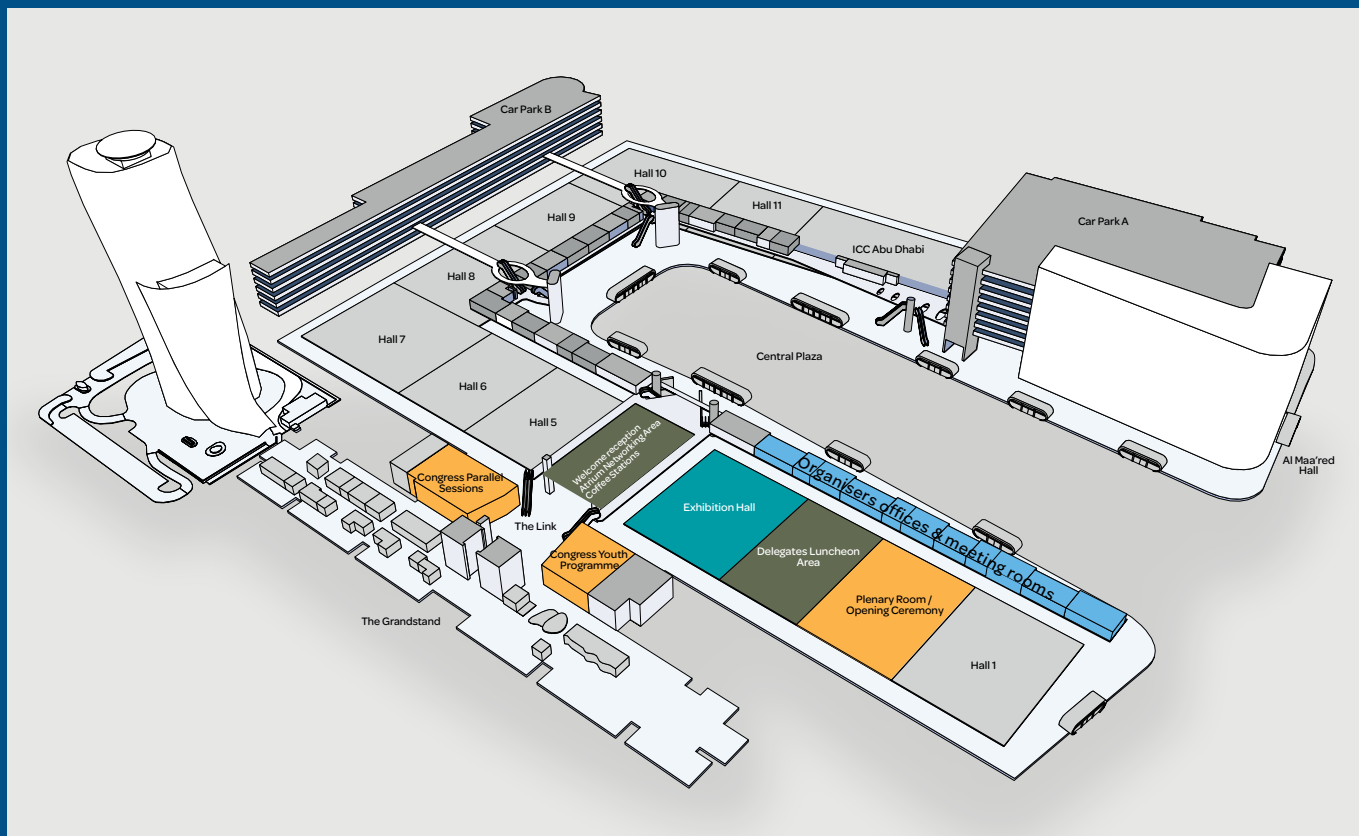 Car Park B
Hall 10
Hall 11
Hall 9
Car Park A
ICC Abu Dhabi
Hall 8
Hall 7
Central Plaza
Hall 6
Hall 5
Welcome reception
Atrium Networking Area
Coffee Stations
Al Maa'red
Hall
Organisers offices & meeting rooms
Congress Parallel
Sessions
Exhibition Hall
The Link
Congress Youth
Programme
Delegates Luncheon
Area
Plenary Room /
Opening Ceremony
The Grandstand
Hall 1